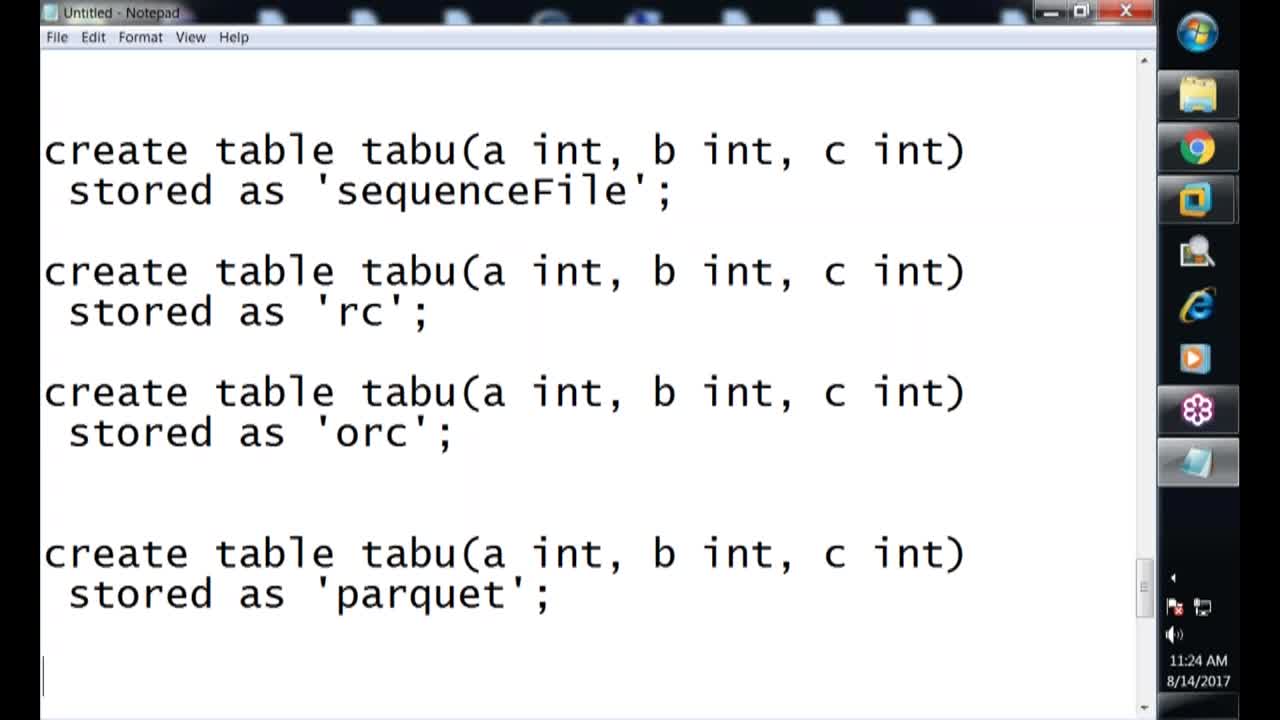 Untitled - Notepad
File Edit Format View Help
create table tabu(a int, b int, c int)
stored as 'sequenceFile';
create table tabu(a int, b int, c int)
stored as 'rc';
create table tabu(a int, b int, c int)
stored as 'orc';
create table tabu(a int, b int, c int)
stored as 'parquet';
11:24 AM
8/14/2017